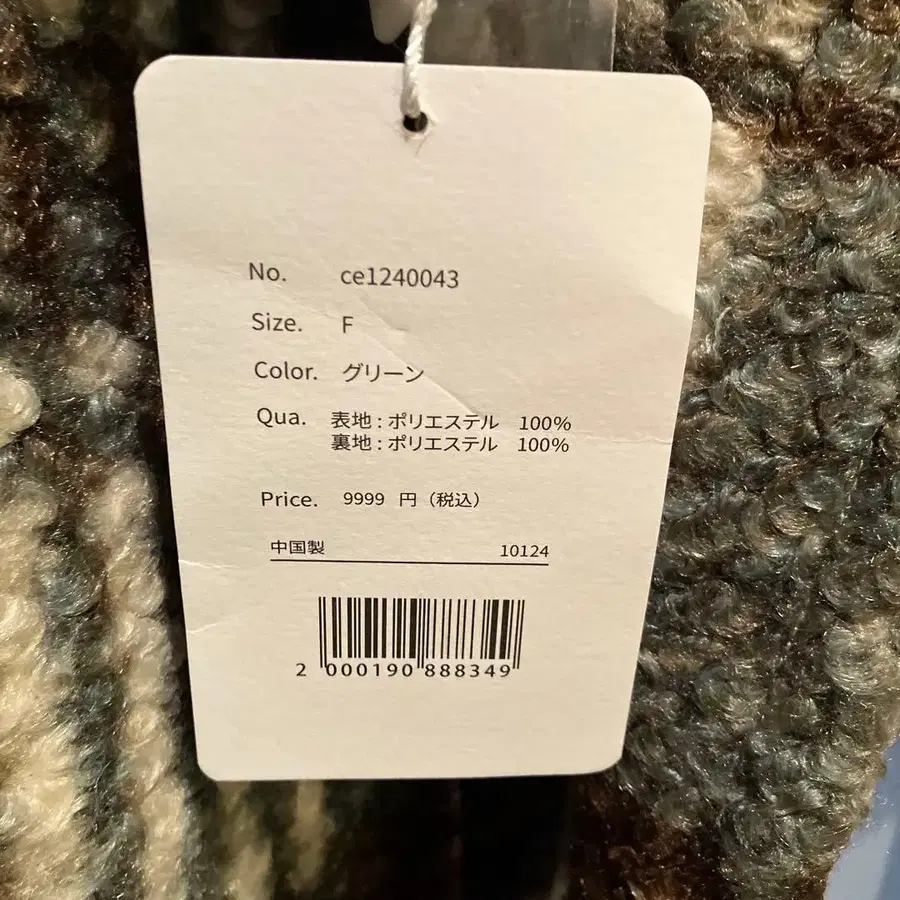 No. ce1240043
Size. F
Color. グリーン
Qua. 表地 : ポリエステル 100%
裏地 : ポリエステル 100%
Price. 9999 円（税込）
中国製 10124
2 000190 888349